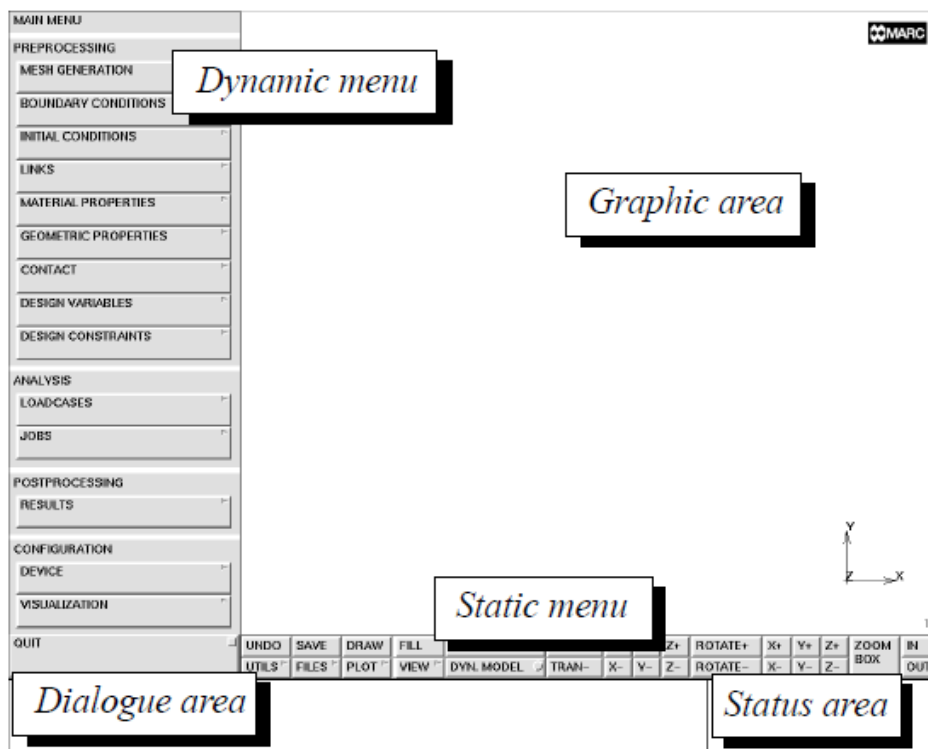 MAIN MENU
MARC
PREPROCESSING
MESH GENERATION
Dynamic menu
BOUNDARY CONDITIONS
INITIAL CONDITIONS
LINKS
MATERIAL PROPERTIES
Graphic area
GEOMETRIC PROPERTIES
CONTACT
DESIGN VARIABLES
DESIGN CONSTRAINTS
ANALYSIS
LOADCASES
JOBS
POSTPROCESSING
RESULTS
CONFIGURATION
DEVICE
VISUALIZATION
Y
Z X
1
Static menu
QUIT
UNDO SAVE DRAW FILL Z+ ROTATE+ X+ Y+ Z+ ZOOM BOX IN
UTILS FILES PLOT VIEW DYN. MODEL TRAN- X- Y- Z- ROTATE- X- Y- Z- OUT
Dialogue area
Status area